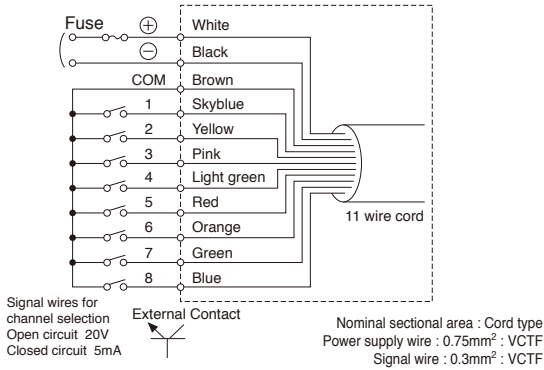 Fuse
⊕ White
⊖ Black
COM Brown
1 Skyblue
2 Yellow
3 Pink
4 Light green
5 Red
6 Orange
7 Green
8 Blue
11 wire cord
Signal wires for
channel selection
Open circuit 20V
Closed circuit 5mA
External Contact
Nominal sectional area : Cord type
Power supply wire : 0.75mm² : VCTF
Signal wire : 0.3mm² : VCTF